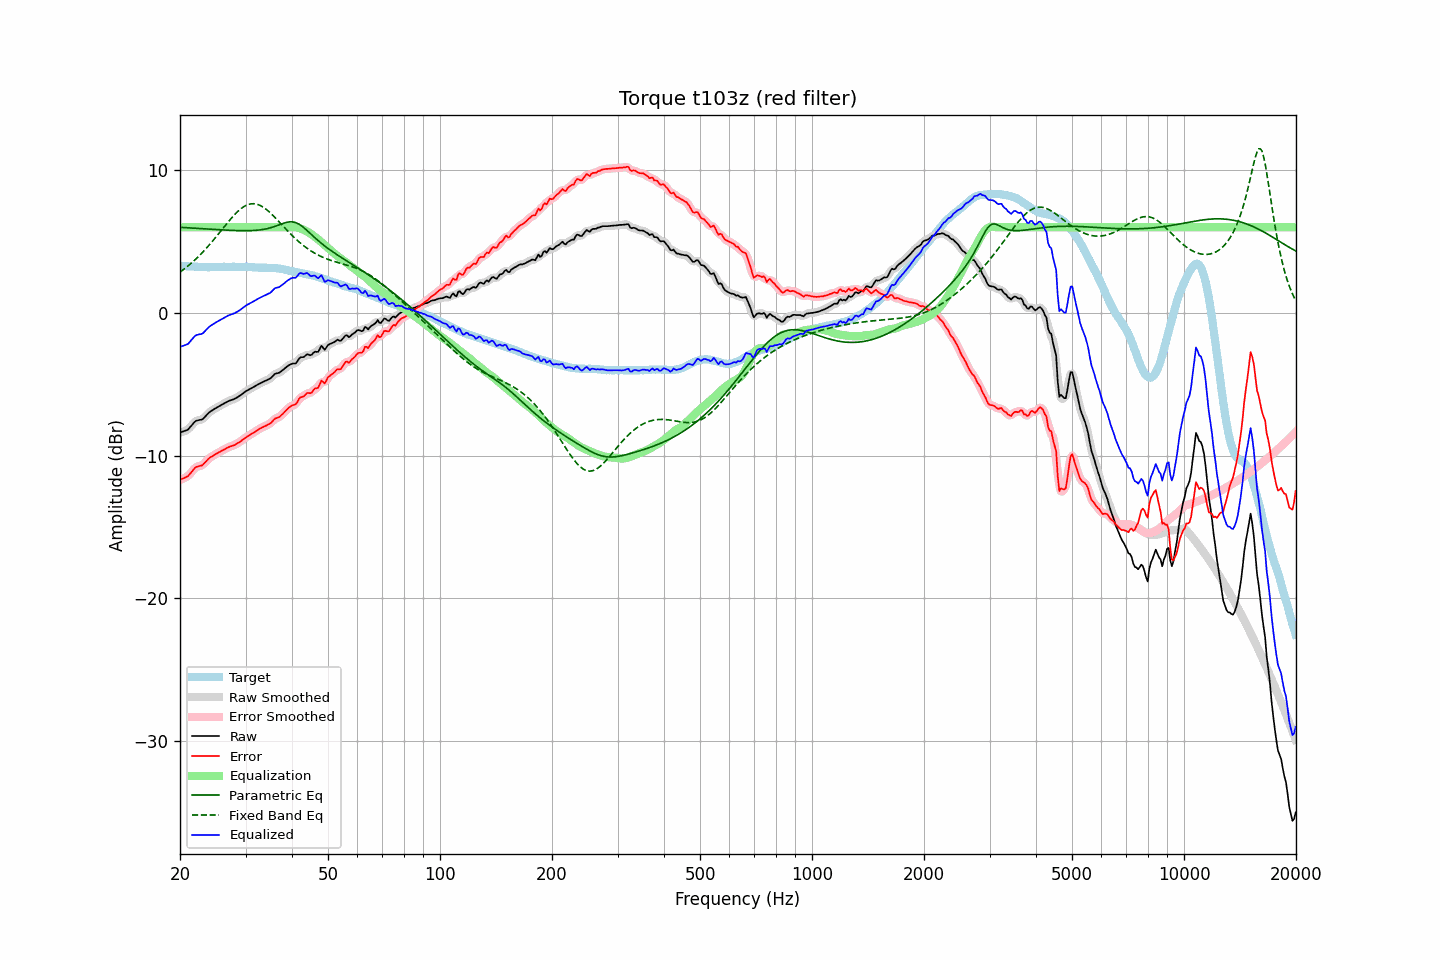 Torque t103z (red filter)
Amplitude (dBr)
10
0
−10
−20
−30
Target
Raw Smoothed
Error Smoothed
Raw
Error
Equalization
Parametric Eq
Fixed Band Eq
Equalized
20 50 100 200 500 1000 2000 5000 10000 20000
Frequency (Hz)